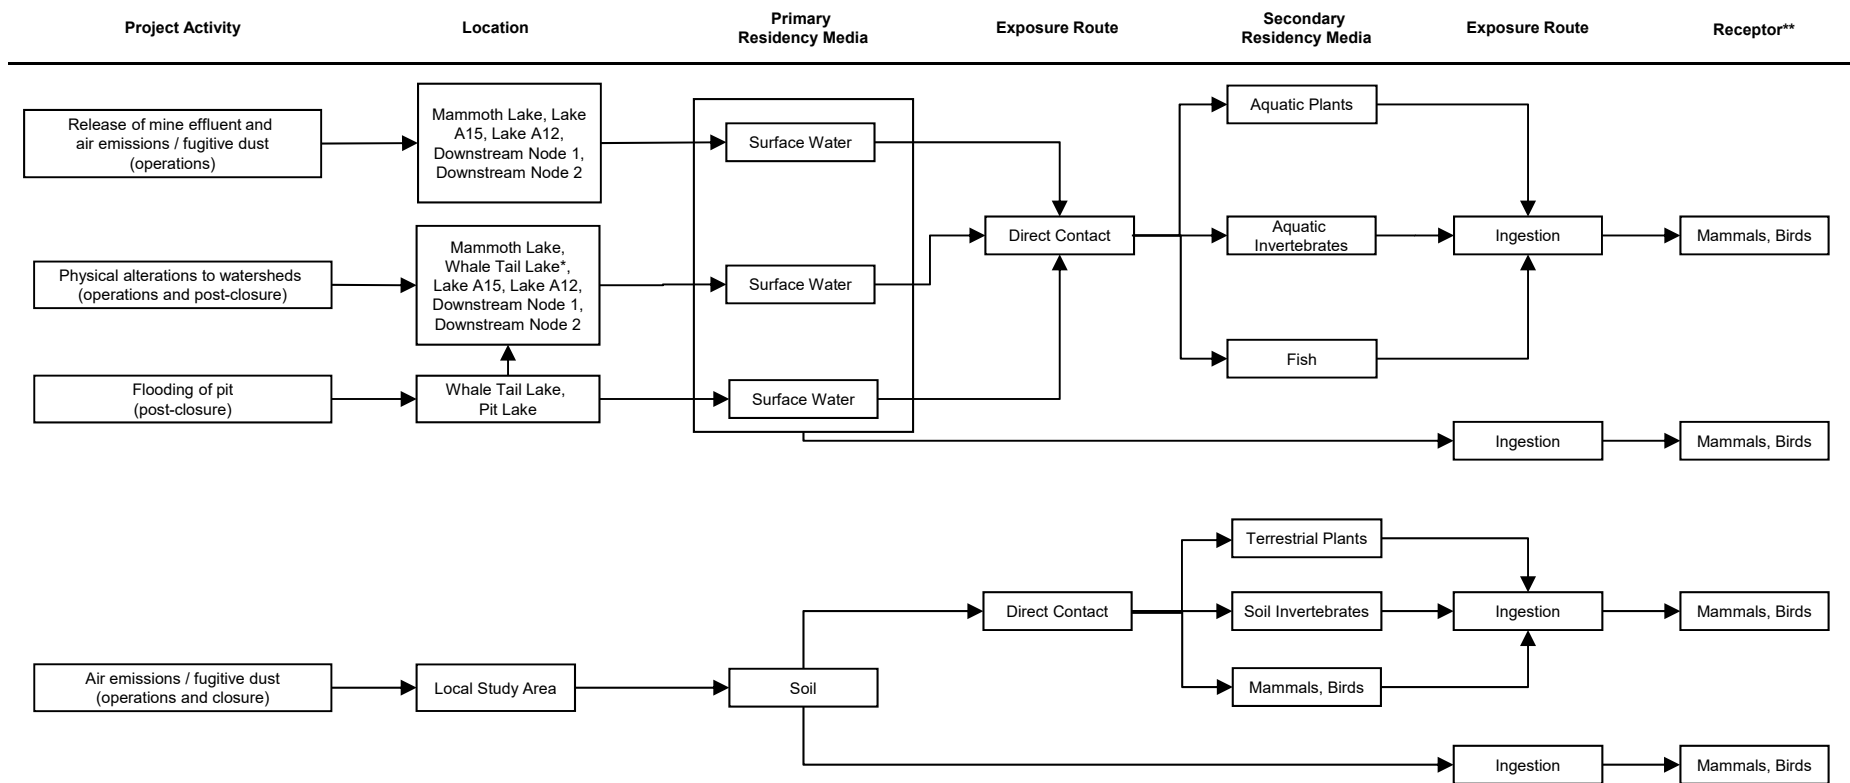 Project Activity
Location
Primary
Residency Media
Exposure Route
Secondary
Residency Media
Exposure Route
Receptor**
Release of mine effluent and
air emissions / fugitive dust
(operations)
Mammoth Lake, Lake
A15, Lake A12,
Downstream Node 1,
Downstream Node 2
Surface Water
Aquatic Plants
Physical alterations to watersheds
(operations and post-closure)
Mammoth Lake,
Whale Tail Lake*,
Lake A15, Lake A12,
Downstream Node 1,
Downstream Node 2
Surface Water
Direct Contact
Aquatic
Invertebrates
Ingestion
Mammals, Birds
Fish
Flooding of pit
(post-closure)
Whale Tail Lake,
Pit Lake
Surface Water
Ingestion
Mammals, Birds
Terrestrial Plants
Direct Contact
Soil Invertebrates
Ingestion
Mammals, Birds
Air emissions / fugitive dust
(operations and closure)
Local Study Area
Soil
Mammals, Birds
Ingestion
Mammals, Birds